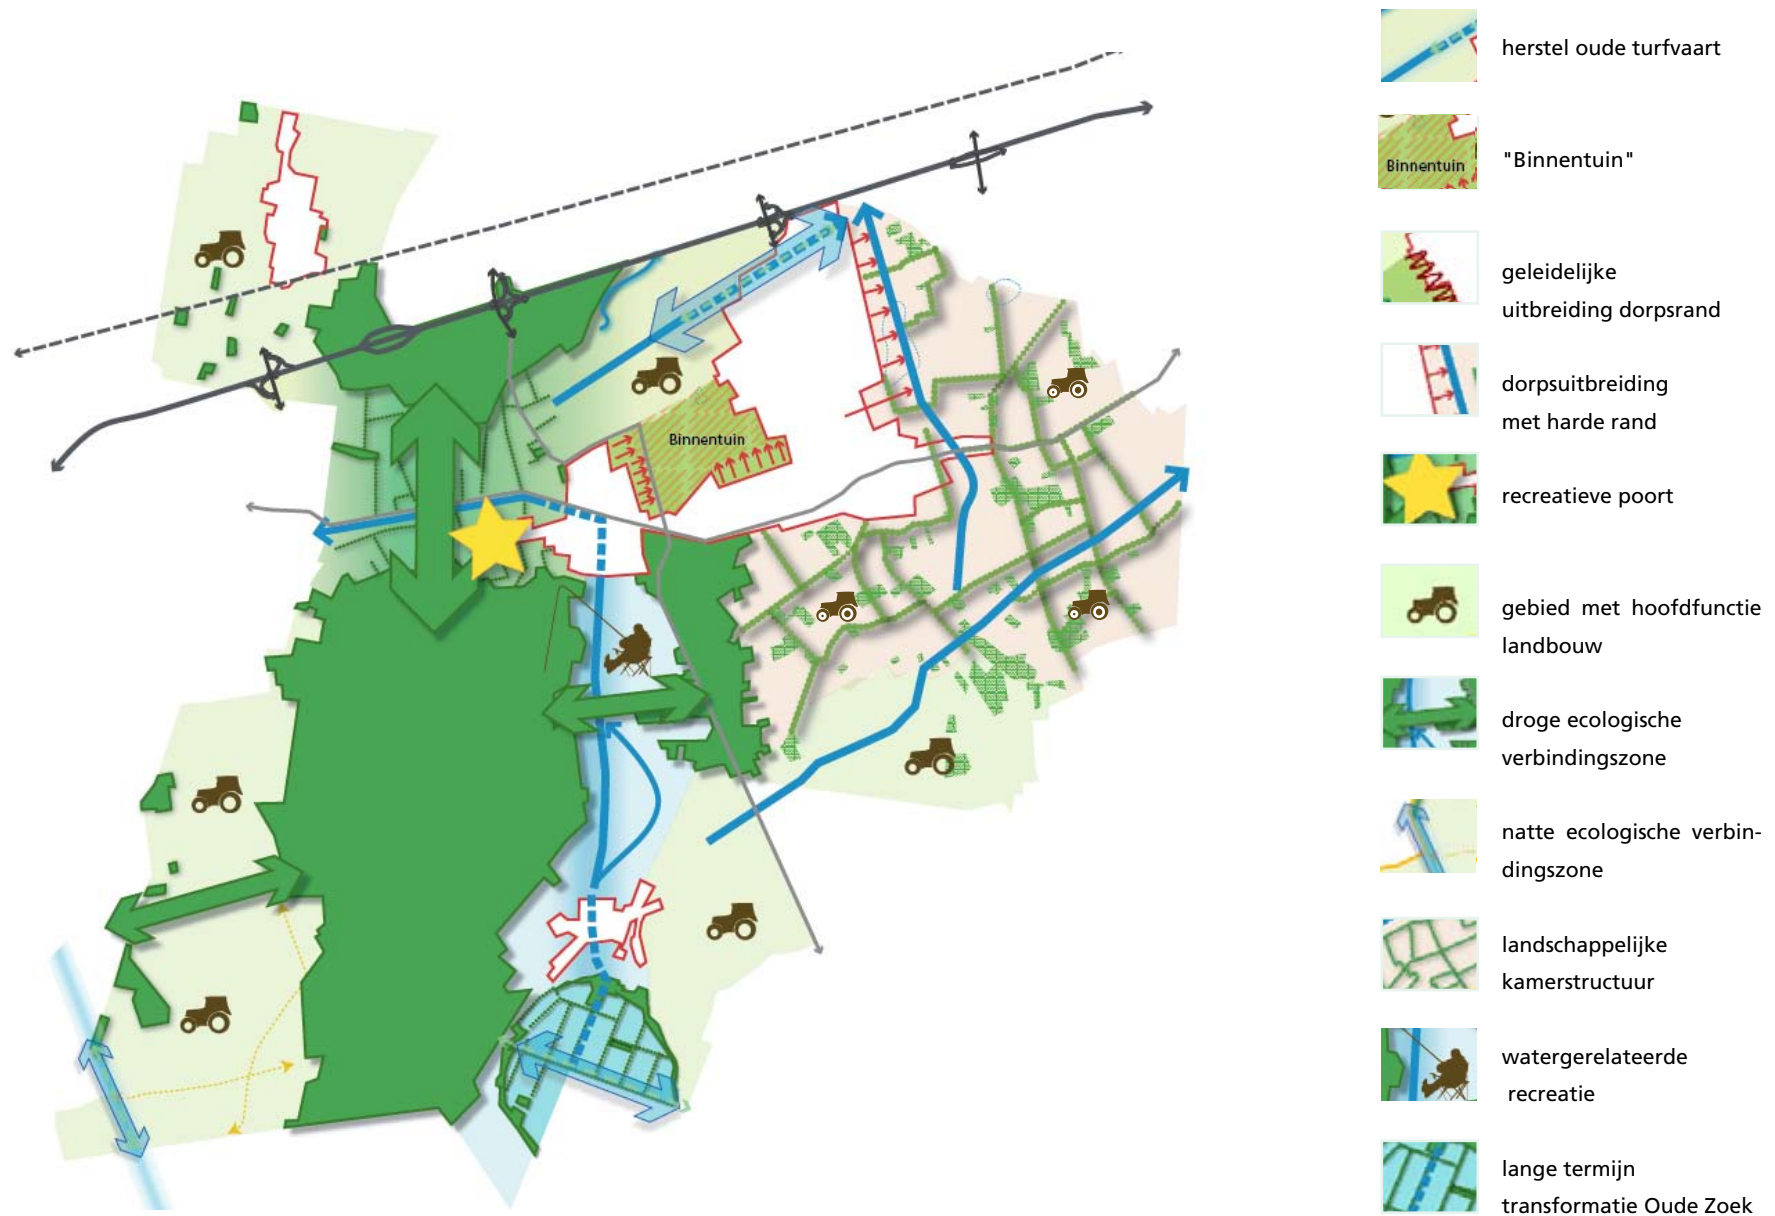 herstel oude turfvaart
Binnentuin
"Binnentuin"
geleidelijke
uitbreiding dorpsrand
dorpsuitbreiding
met harde rand
recreatieve poort
gebied met hoofdfunctie
landbouw
droge ecologische
verbindingszone
natte ecologische verbin-
dingszone
landschappelijke
kamerstructuur
watergerelateerde
recreatie
lange termijn
transformatie Oude Zoek
Binnentuin